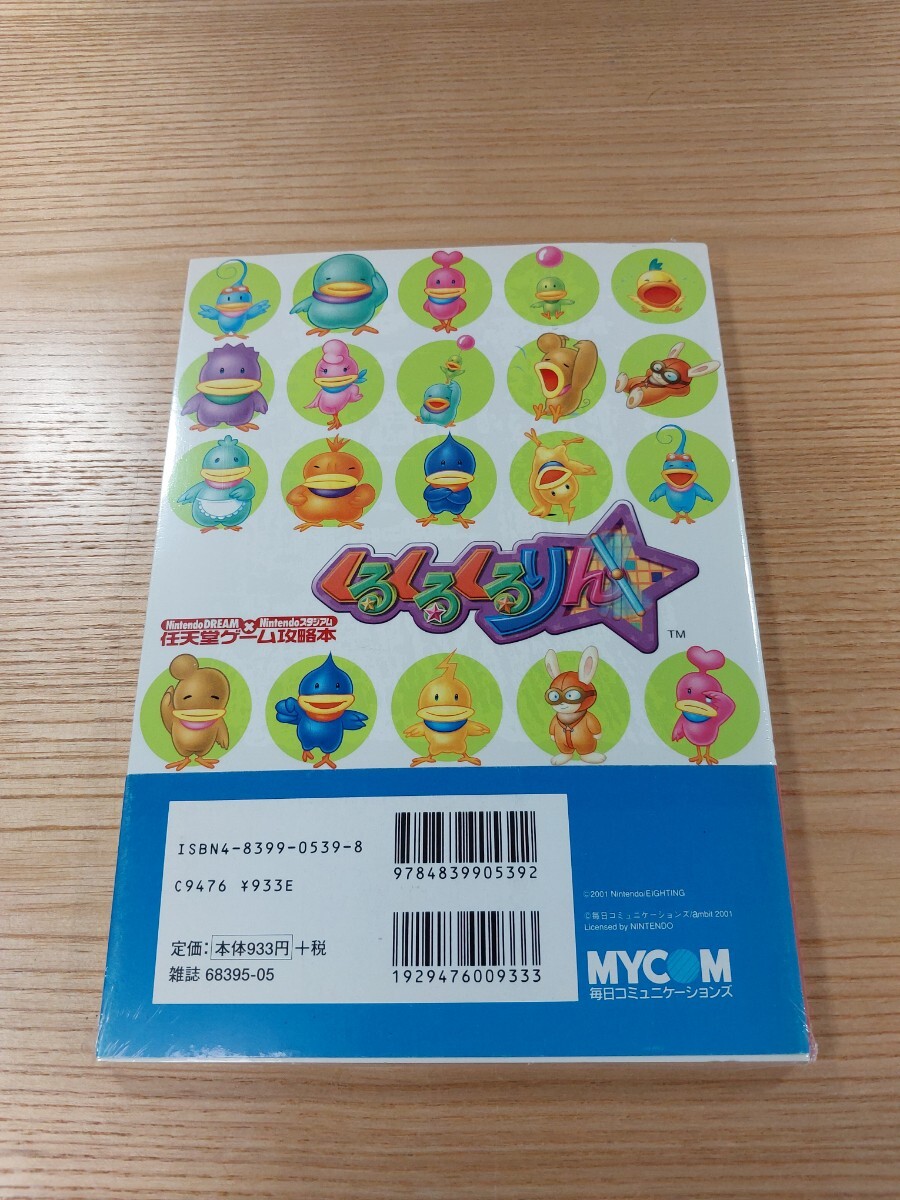 くるくるくるりん
TM
NintendoDREAM × Nintendoスタジアム
任天堂ゲーム攻略本
ISBN4-8399-0539-8
C9476 ¥933E
定価：本体933円+税
雑誌 68395-05
9784839905392
1929476009333
©2001 Nintendo/EIGHTING
©毎日コミュニケーションズ/ambit 2001
Licensed by NINTENDO
MYCOM
毎日コミュニケーションズ